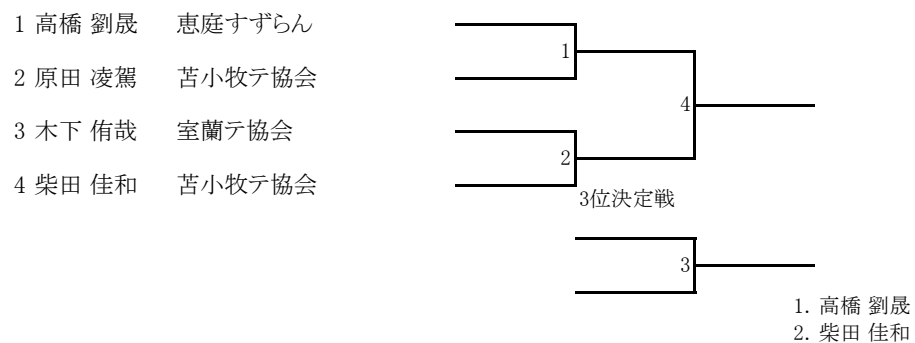 1 高橋 劉晟 恵庭すずらん
1
2 原田 凌駕 苫小牧テ協会
4
3 木下 侑哉 室蘭テ協会
2
4 柴田 佳和 苫小牧テ協会
3位決定戦
3
1. 高橋 劉晟
2. 柴田 佳和